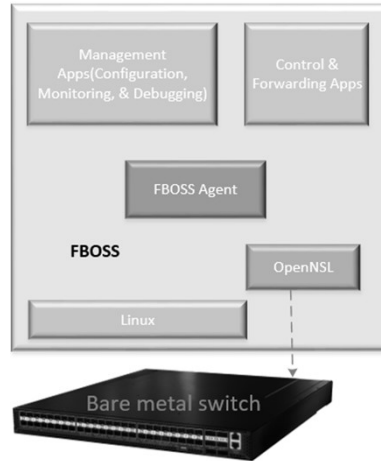 Management
Apps(Configuration,
Monitoring, & Debugging)
Control &
Forwarding Apps
FBOSS Agent
FBOSS
OpenNSL
Linux
Bare metal switch